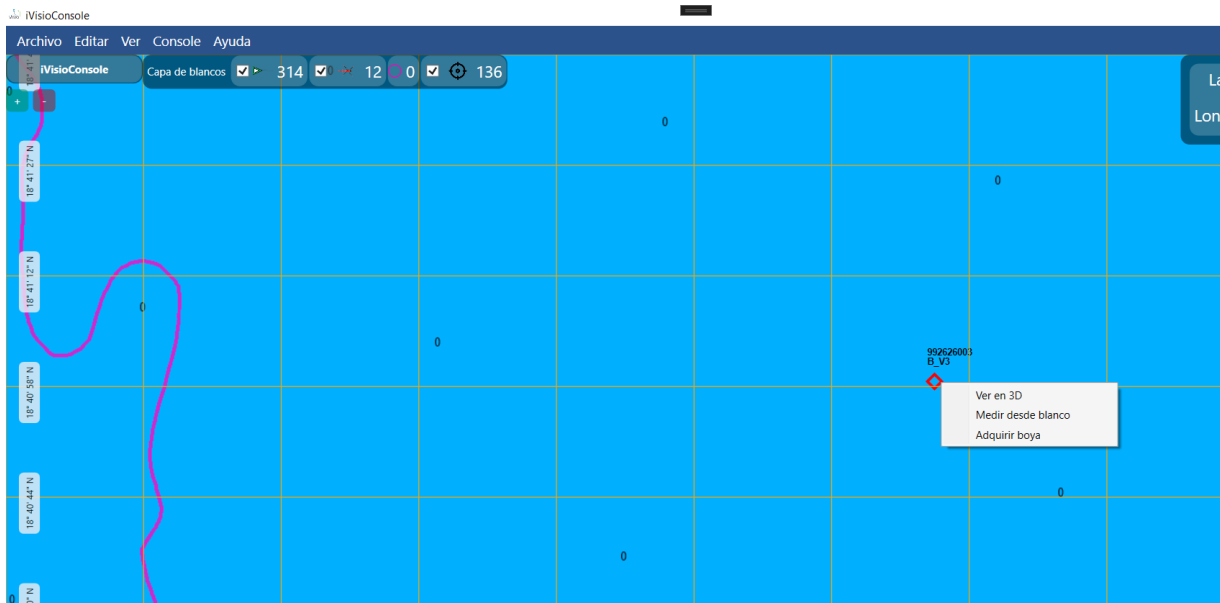 iVisioConsole
Archivo Editar Ver Console Ayuda
iVisioConsole
Capa de blancos 314 0 12 0 136
+ -
0
0
18° 41' 27" N
0
18° 41' 12" N
0
0
992626003
B_V3
18° 40' 58" N
Ver en 3D
Medir desde blanco
Adquirir boya
18° 40' 44" N
0
0
0